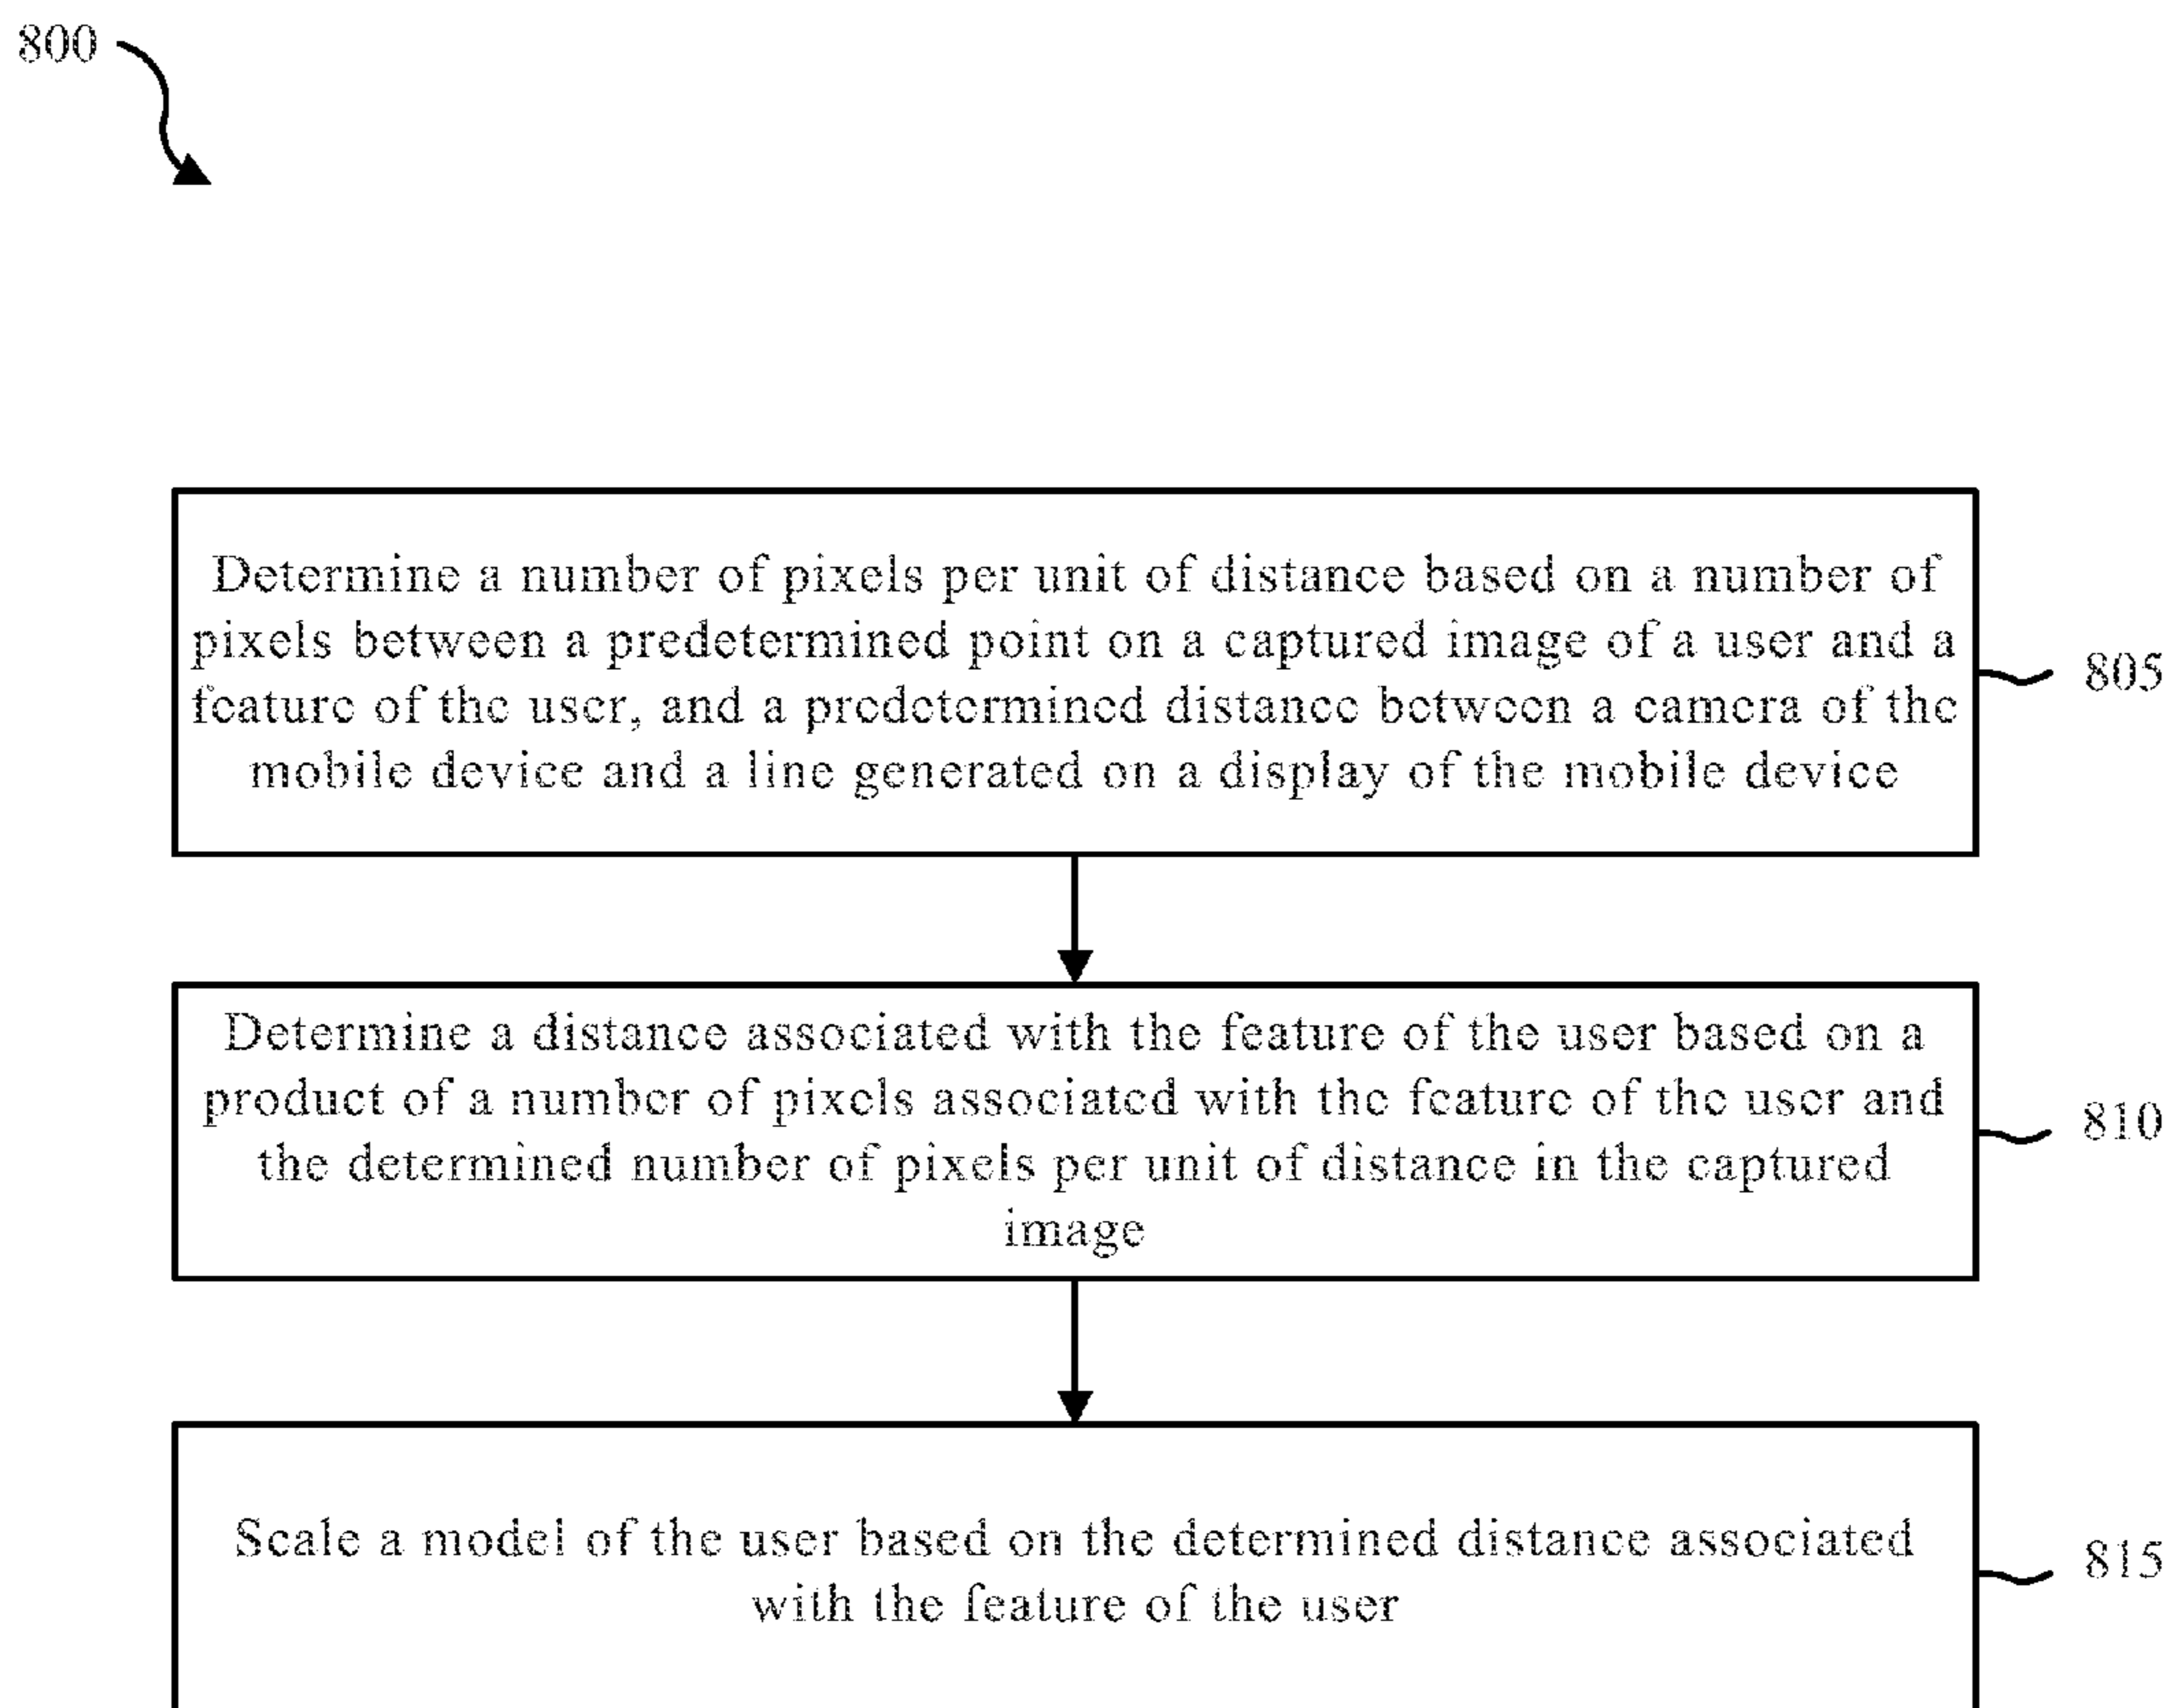 800
Determine a number of pixels per unit of distance based on a number of
pixels between a predetermined point on a captured image of a user and a
feature of the user, and a predetermined distance between a camera of the
mobile device and a line generated on a display of the mobile device
805
Determine a distance associated with the feature of the user based on a
product of a number of pixels associated with the feature of the user and
the determined number of pixels per unit of distance in the captured
image
810
Scale a model of the user based on the determined distance associated
with the feature of the user
815